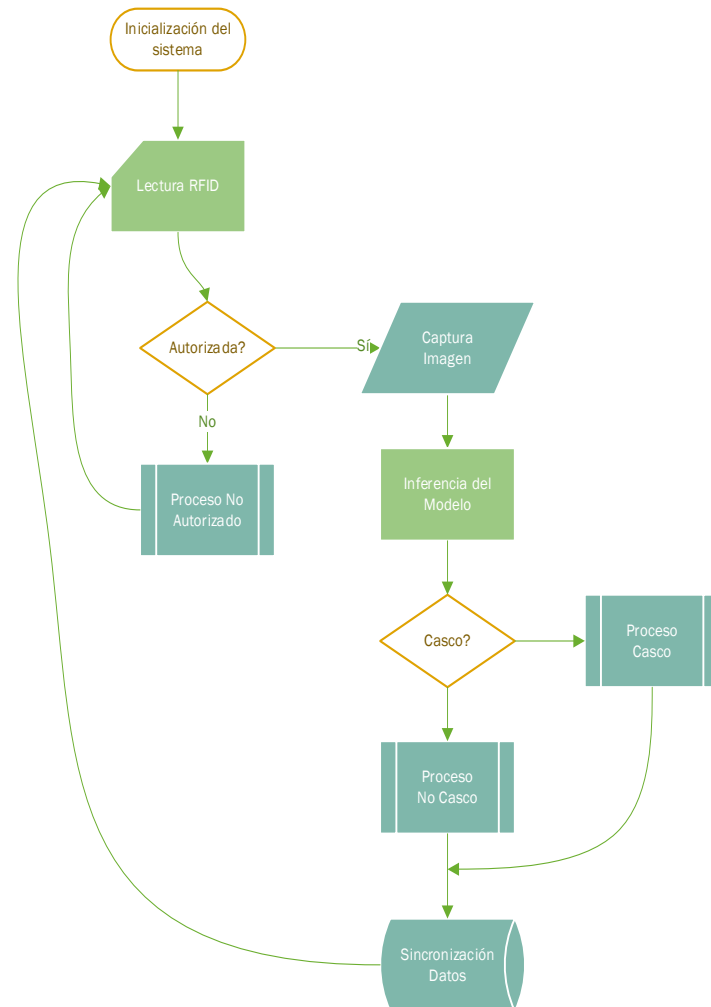 Inicialización del
sistema
Lectura RFID
Autorizada?
Sí
Captura
Imagen
No
Proceso No
Autorizado
Inferencia del
Modelo
Casco?
Proceso
Casco
Proceso
No Casco
Sincronización
Datos